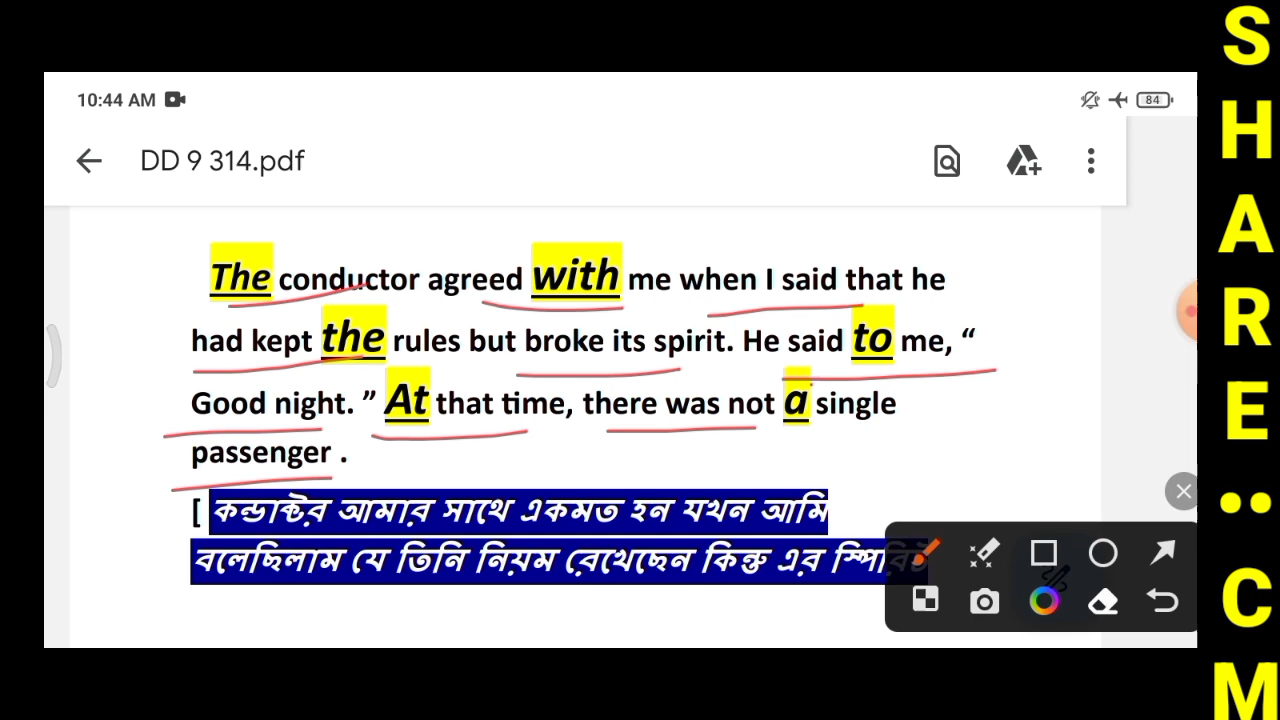 10:44 AM
84
DD 9 314.pdf
The conductor agreed with me when I said that he
had kept the rules but broke its spirit. He said to me, “
Good night. ” At that time, there was not a single
passenger .
[ কন্ডাক্টর আমার সাথে একমত হন যখন আমি
বলেছিলাম যে তিনি নিয়ম রেখেছেন কিন্তু এর
SHARE..CM